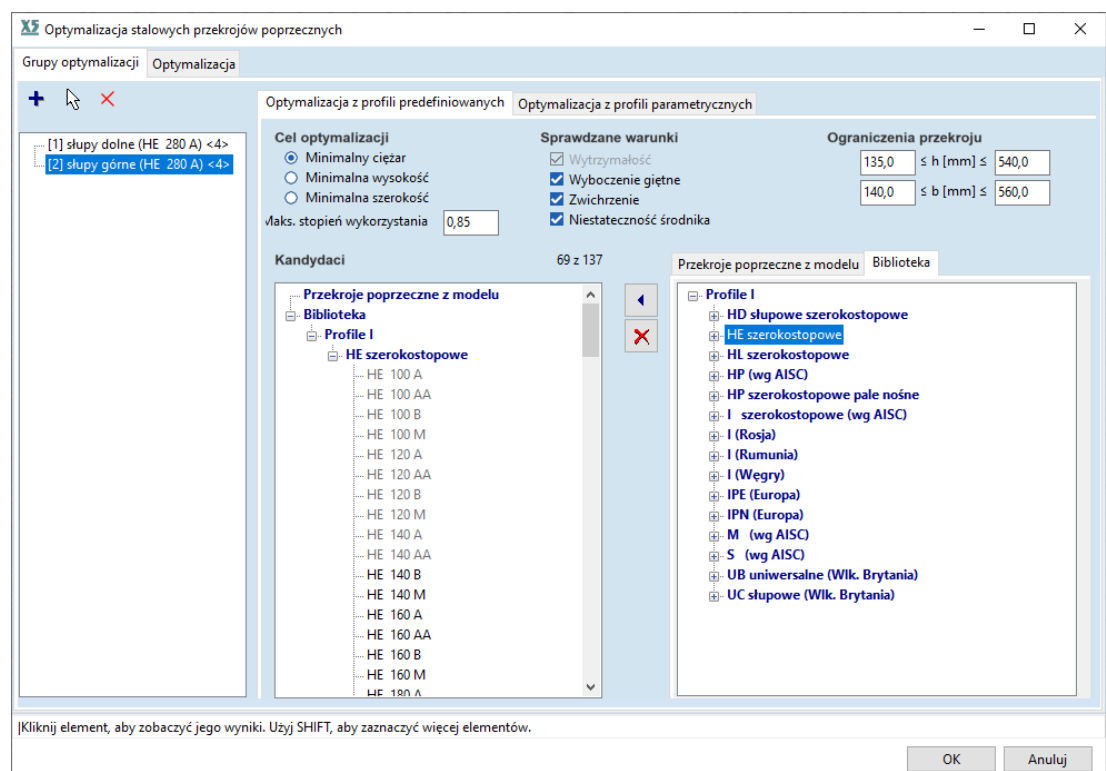 X5 Optymalizacja stalowych przekrojów poprzecznych
Grupy optymalizacji Optymalizacja
[1] słupy dolne (HE 280 A) <4>
[2] słupy górne (HE 280 A) <4>
Optymalizacja z profili predefiniowanych Optymalizacja z profili parametrycznych
Cel optymalizacji
Minimalny ciężar
Minimalna wysokość
Minimalna szerokość
Maks. stopień wykorzystania 0,85
Sprawdzane warunki
Wytrzymałość
Wyboczenie giętne
Zwichrzenie
Niestateczność środnika
Ograniczenia przekroju
135,0 ≤ h [mm] ≤ 540,0
140,0 ≤ b [mm] ≤ 560,0
Kandydaci 69 z 137
Przekroje poprzeczne z modelu
Biblioteka
Profile I
HE szerokostopowe
HE 100 A
HE 100 AA
HE 100 B
HE 100 M
HE 120 A
HE 120 AA
HE 120 B
HE 120 M
HE 140 A
HE 140 AA
HE 140 B
HE 140 M
HE 160 A
HE 160 AA
HE 160 B
HE 160 M
HE 180 A
Przekroje poprzeczne z modelu Biblioteka
Profile I
HD słupowe szerokostopowe
HE szerokostopowe
HL szerokostopowe
HP (wg AISC)
HP szerokostopowe pale nośne
I szerokostopowe (wg AISC)
I (Rosja)
I (Rumunia)
I (Węgry)
IPE (Europa)
IPN (Europa)
M (wg AISC)
S (wg AISC)
UB uniwersalne (Wlk. Brytania)
UC słupowe (Wlk. Brytania)
|Kliknij element, aby zobaczyć jego wyniki. Użyj SHIFT, aby zaznaczyć więcej elementów.
OK Anuluj